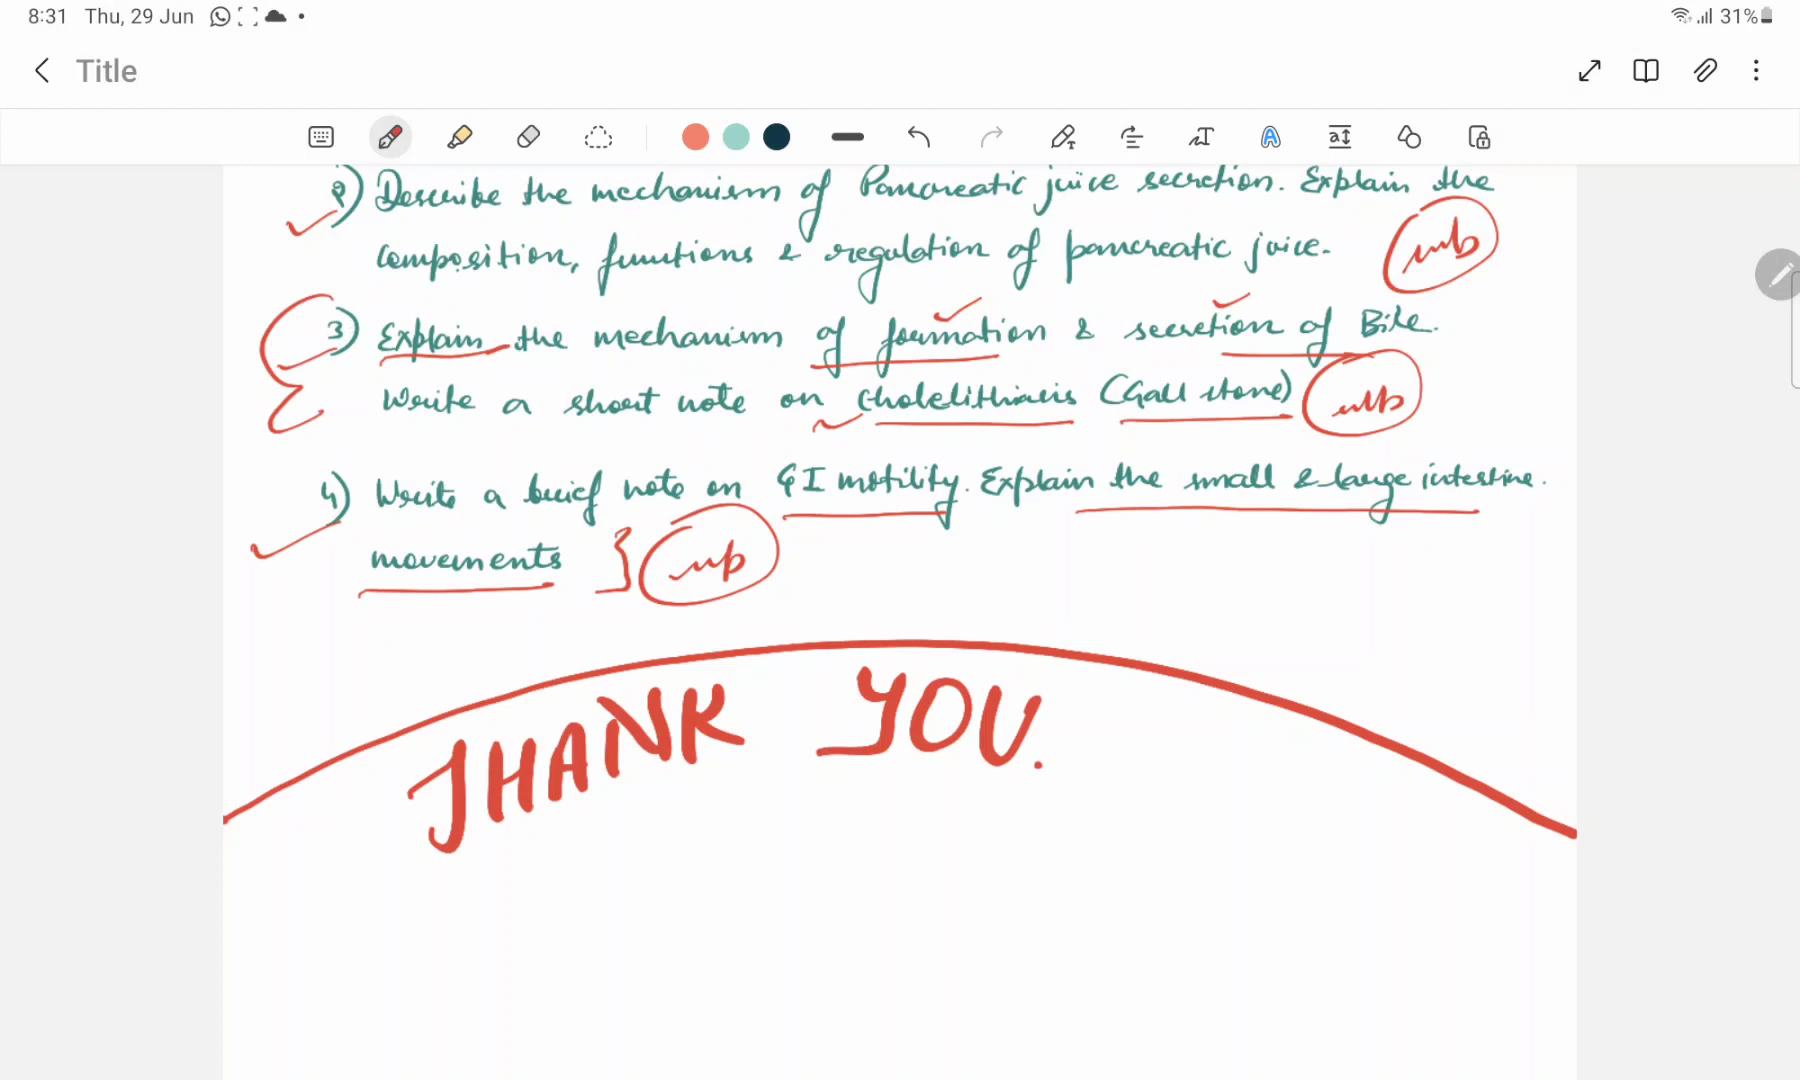 8:31 Thu, 29 Jun
31%
Title
2) Describe the mechanism of Pancreatic juice secretion. Explain the
composition, functions & regulation of pancreatic juice.
3) Explain the mechanism of formation & secretion of Bile.
Write a short note on cholelithiasis (Gall stone)
4) Write a brief note on GI motility. Explain the small & large intestine.
movements
THANK YOU.